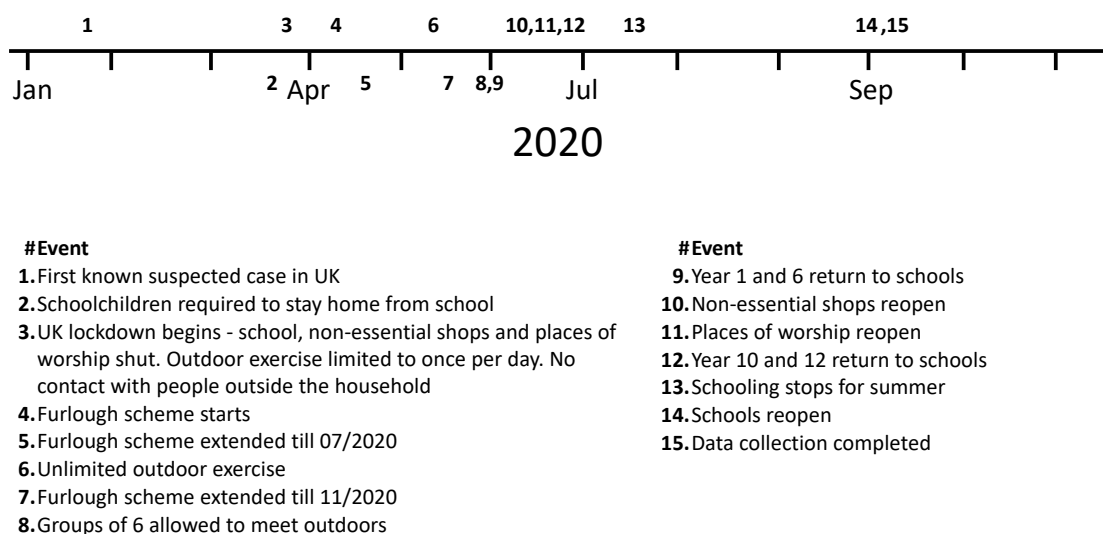 1 3 4 6 10,11,12 13 14,15
Jan 2 Apr 5 7 8,9 Jul Sep
2020
#Event
1.First known suspected case in UK
2.Schoolchildren required to stay home from school
3.UK lockdown begins - school, non-essential shops and places of
worship shut. Outdoor exercise limited to once per day. No
contact with people outside the household
4.Furlough scheme starts
5.Furlough scheme extended till 07/2020
6.Unlimited outdoor exercise
7.Furlough scheme extended till 11/2020
8.Groups of 6 allowed to meet outdoors
#Event
9.Year 1 and 6 return to schools
10.Non-essential shops reopen
11.Places of worship reopen
12.Year 10 and 12 return to schools
13.Schooling stops for summer
14.Schools reopen
15.Data collection completed